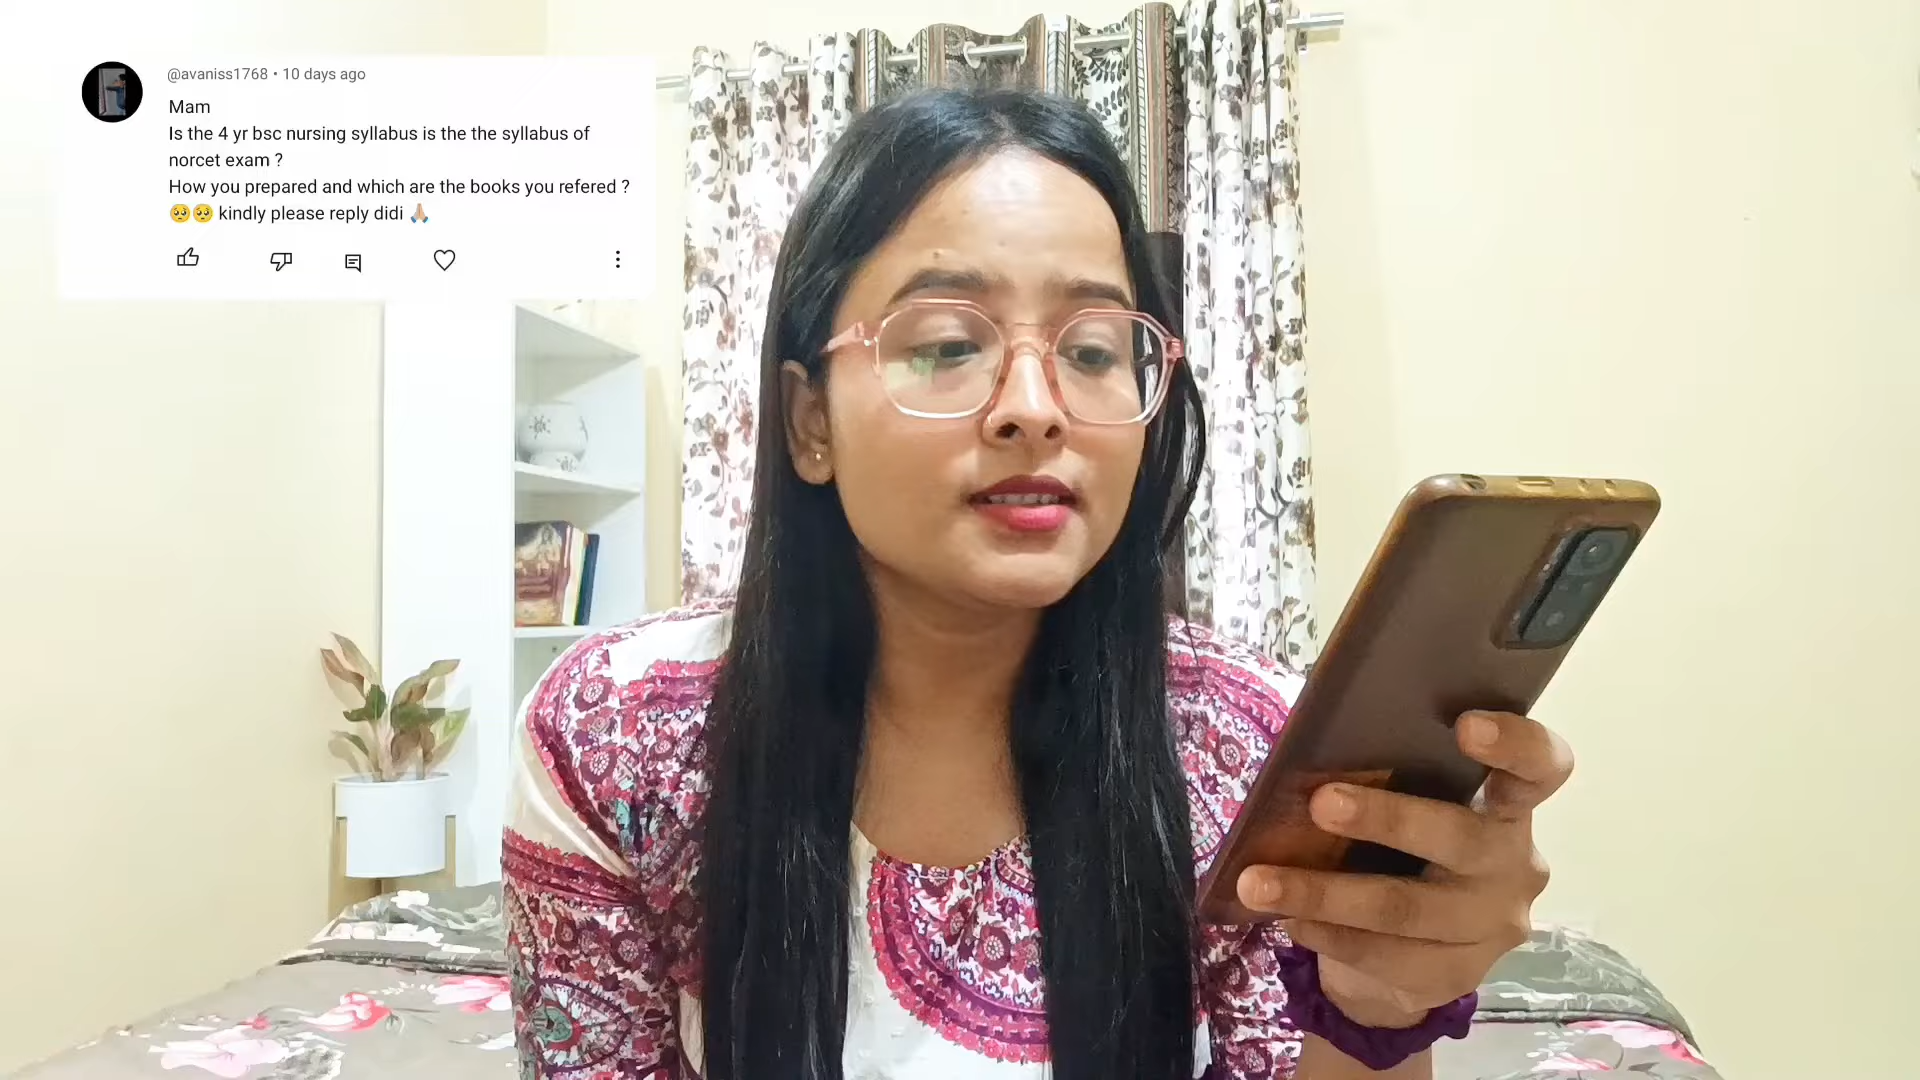 @avaniss1768 • 10 days ago
Mam
Is the 4 yr bsc nursing syllabus is the the syllabus of
norcet exam ?
How you prepared and which are the books you refered ?
🥺🥺 kindly please reply didi 🙏🏼